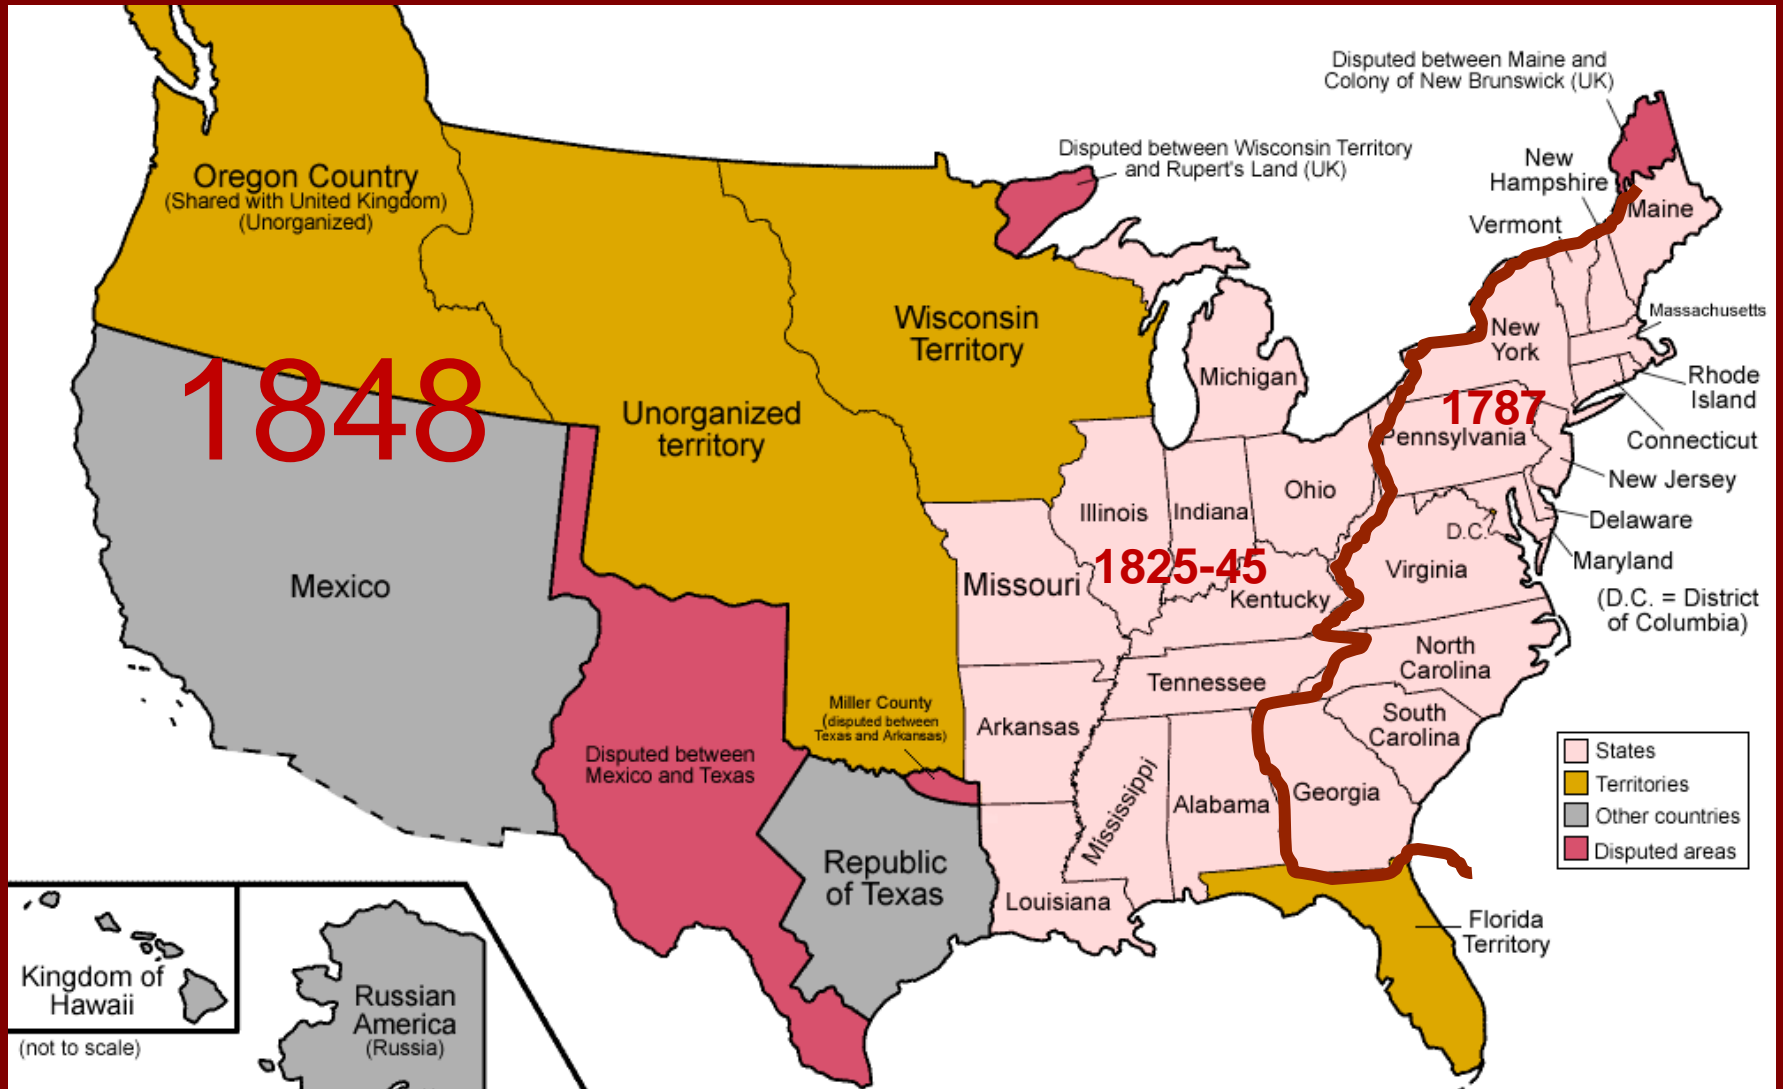 Disputed between Maine and
Colony of New Brunswick (UK)
Disputed between Wisconsin Territory
and Rupert's Land (UK)
New
Hampshire
Vermont
Maine
Oregon Country
(Shared with United Kingdom)
(Unorganized)
Wisconsin
Territory
Massachusetts
New
York
Michigan
Rhode
Island
1848
1787
Unorganized
territory
Pennsylvania
Connecticut
New Jersey
Ohio
Illinois
Indiana
D.C.
Delaware
Maryland
1825-45
Virginia
Mexico
Missouri
Kentucky
(D.C. = District
of Columbia)
North
Carolina
Tennessee
Miller County
(disputed between
Texas and Arkansas)
Arkansas
South
Carolina
Disputed between
Mexico and Texas
States
Territories
Other countries
Disputed areas
Mississippi
Alabama
Georgia
Republic
of Texas
Louisiana
Florida
Territory
Kingdom of
Hawaii
(not to scale)
Russian
America
(Russia)